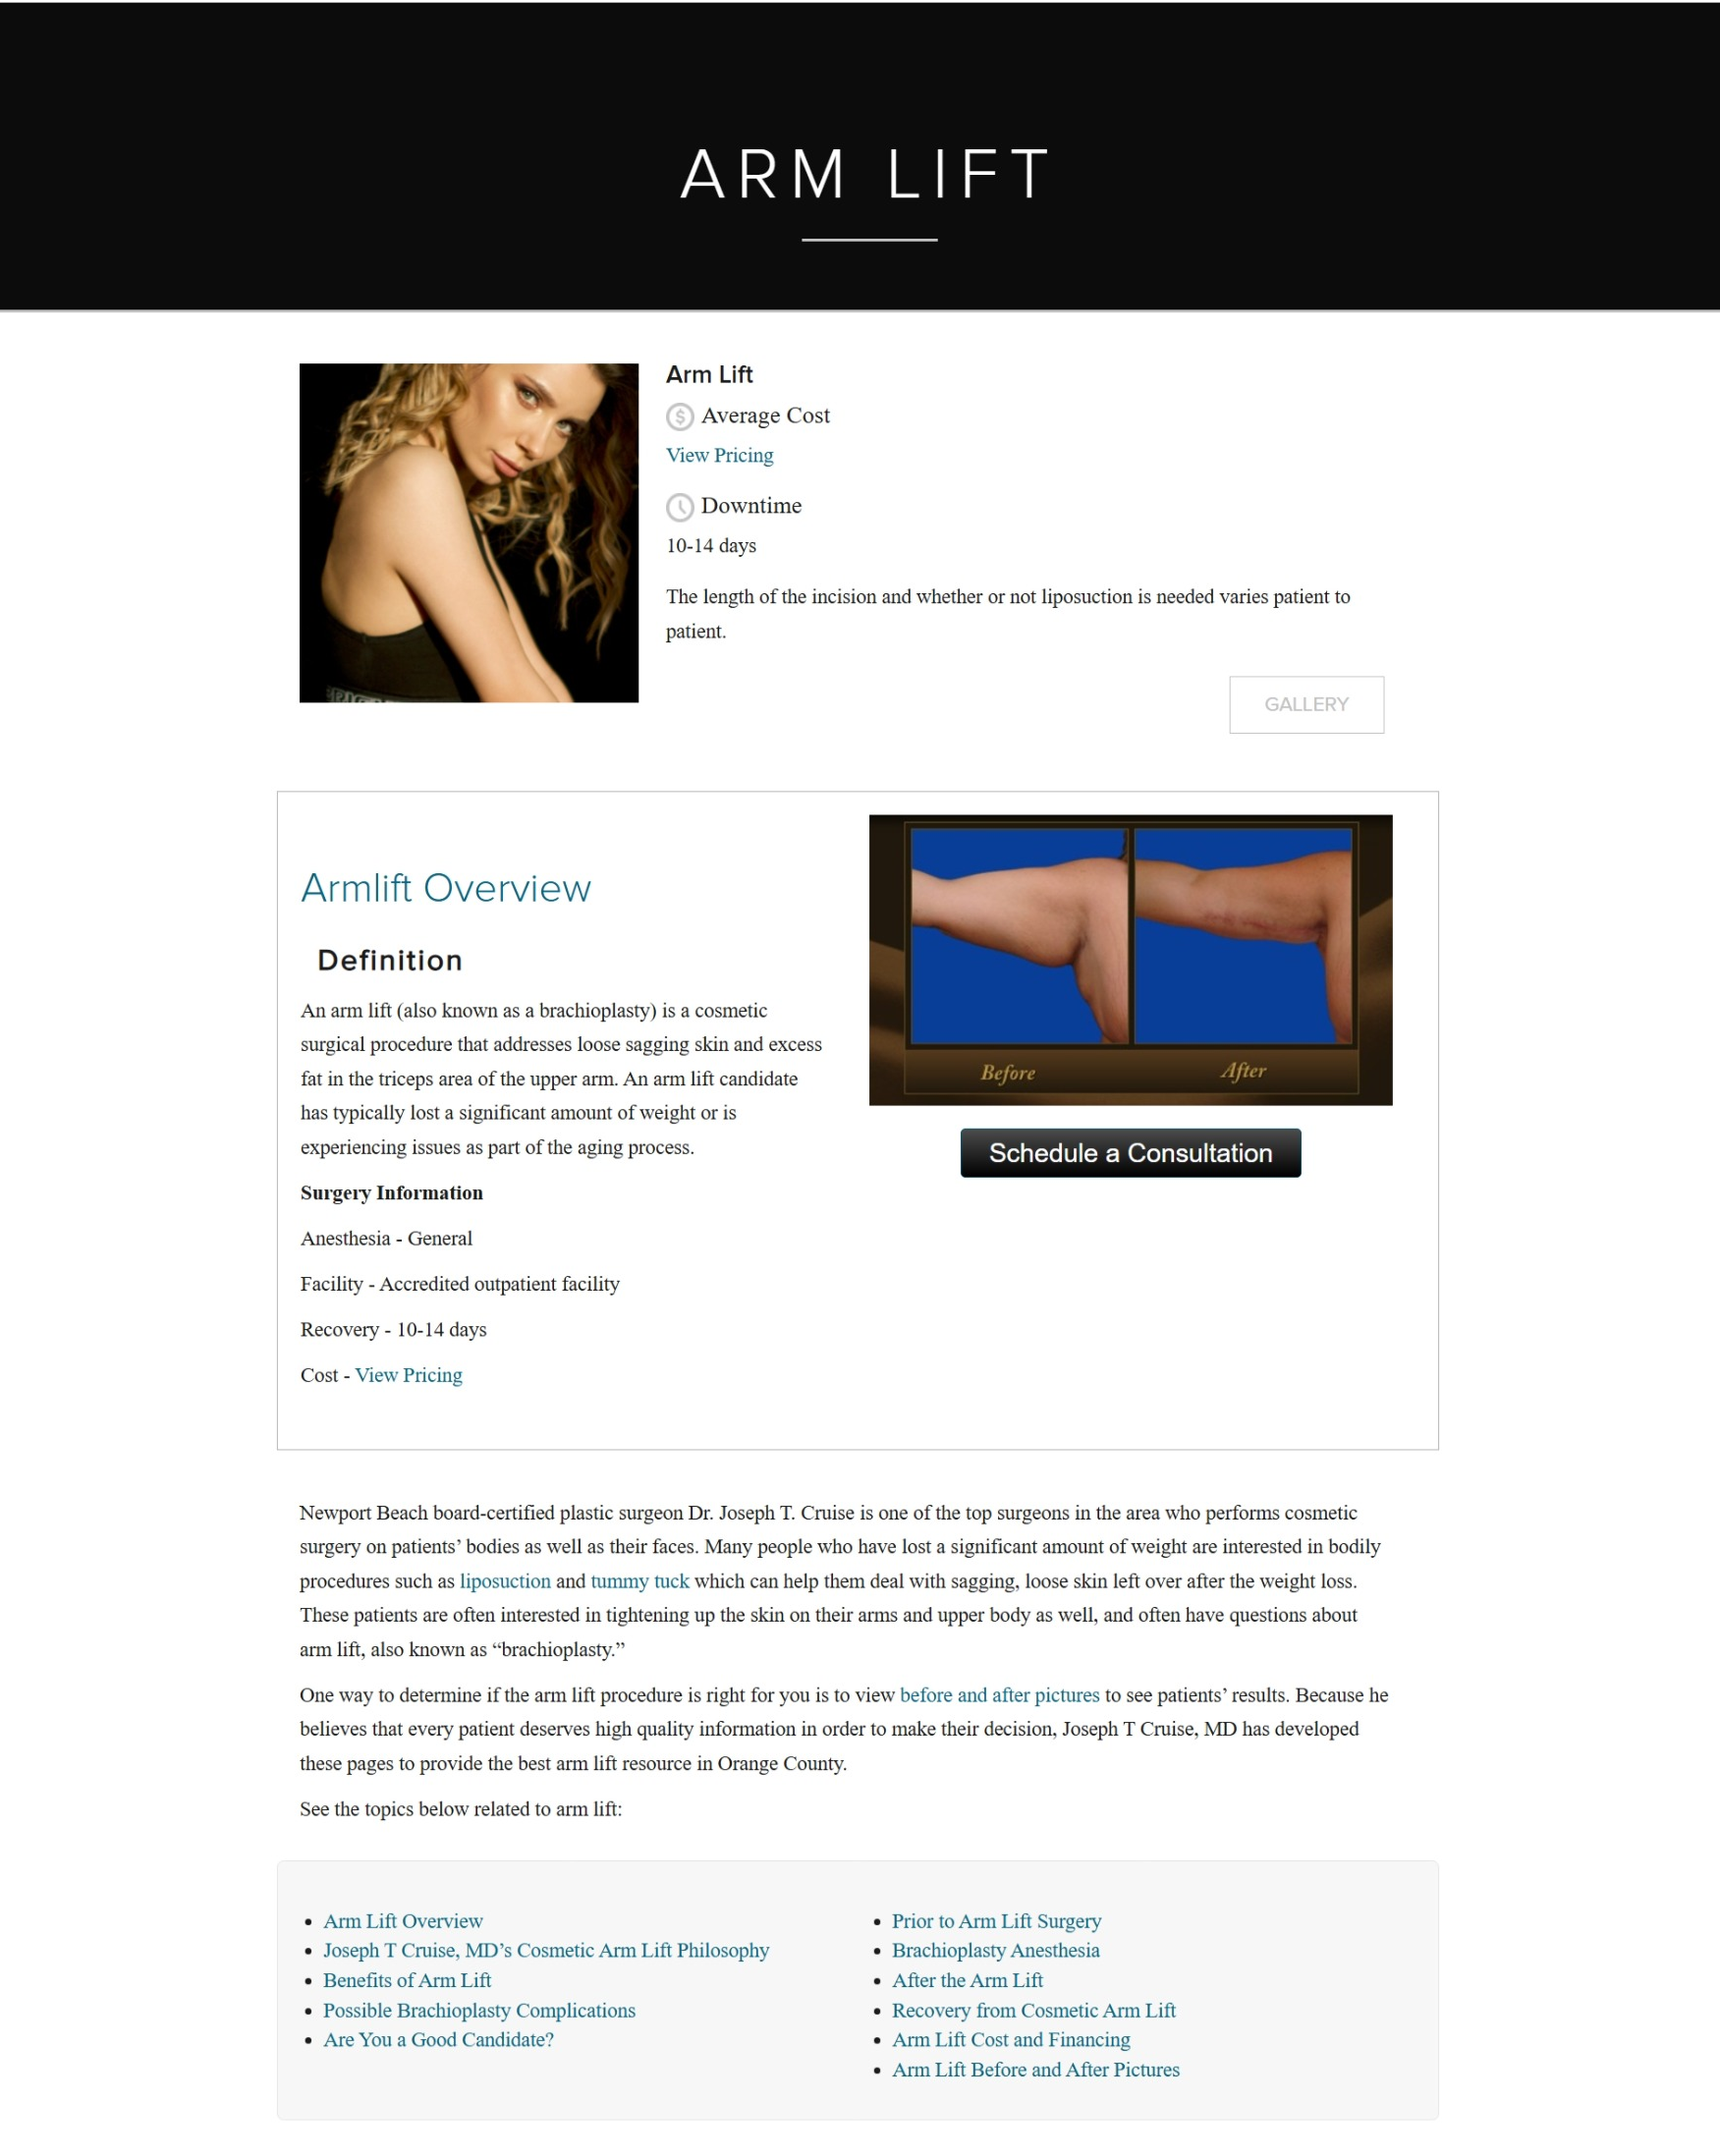 ARM LIFT
Arm Lift
$ Average Cost
View Pricing
Downtime
10-14 days
The length of the incision and whether or not liposuction is needed varies patient to
patient.
GALLERY
Armlift Overview
Definition
An arm lift (also known as a brachioplasty) is a cosmetic
surgical procedure that addresses loose sagging skin and excess
fat in the triceps area of the upper arm. An arm lift candidate
has typically lost a significant amount of weight or is
experiencing issues as part of the aging process.
Surgery Information
Anesthesia - General
Facility - Accredited outpatient facility
Recovery - 10-14 days
Cost - View Pricing
Before
After
Schedule a Consultation
Newport Beach board-certified plastic surgeon Dr. Joseph T. Cruise is one of the top surgeons in the area who performs cosmetic
surgery on patients’ bodies as well as their faces. Many people who have lost a significant amount of weight are interested in bodily
procedures such as liposuction and tummy tuck which can help them deal with sagging, loose skin left over after the weight loss.
These patients are often interested in tightening up the skin on their arms and upper body as well, and often have questions about
arm lift, also known as “brachioplasty.”
One way to determine if the arm lift procedure is right for you is to view before and after pictures to see patients’ results. Because he
believes that every patient deserves high quality information in order to make their decision, Joseph T Cruise, MD has developed
these pages to provide the best arm lift resource in Orange County.
See the topics below related to arm lift:
Arm Lift Overview
Joseph T Cruise, MD’s Cosmetic Arm Lift Philosophy
Benefits of Arm Lift
Possible Brachioplasty Complications
Are You a Good Candidate?
Prior to Arm Lift Surgery
Brachioplasty Anesthesia
After the Arm Lift
Recovery from Cosmetic Arm Lift
Arm Lift Cost and Financing
Arm Lift Before and After Pictures